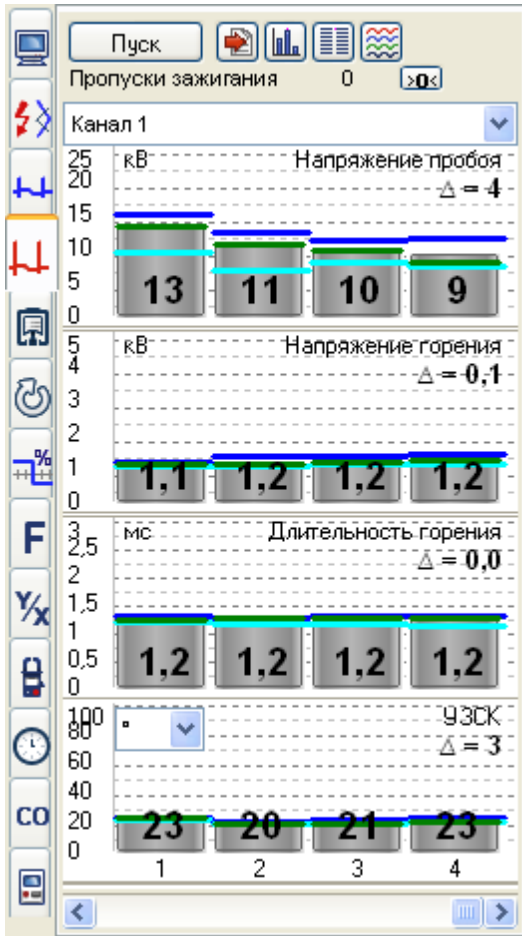 Пуск
Пропуски зажигания 0 >0<
Канал 1
25 кВ Напряжение пробоя
20 Δ = 4
15
10
5 13 11 10 9
0
5 кВ Напряжение горения
4 Δ = 0,1
3
2
1 1,1 1,2 1,2 1,2
0
3 мс Длительность горения
2,5 Δ = 0,0
2
1,5
1
0,5 1,2 1,2 1,2 1,2
0
100 ° УЗСК
80 Δ = 3
60
40
20 23 20 21 23
0
1 2 3 4
%
F
Y/X
CO